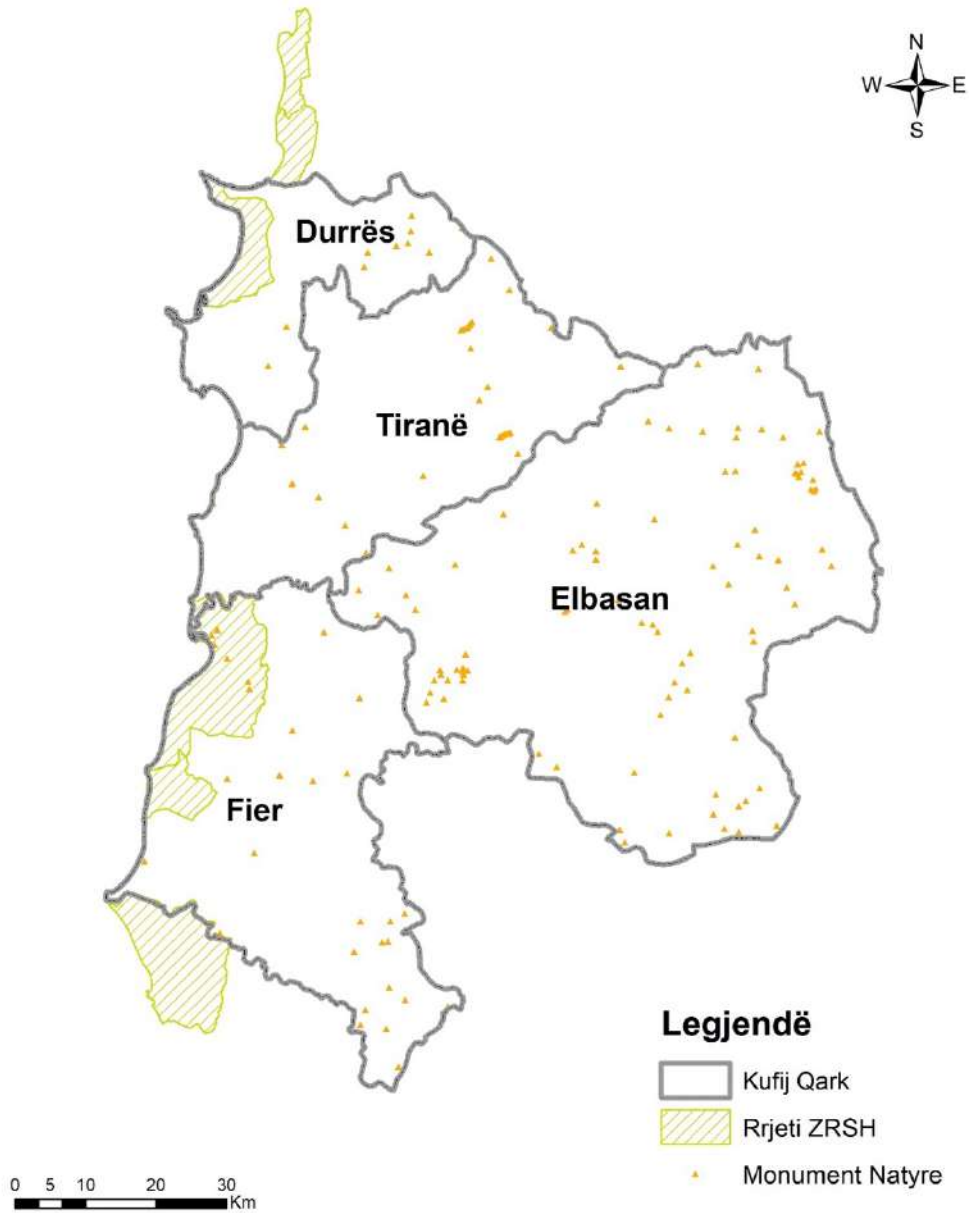 N
W E
S
Durrës
Tiranë
Elbasan
Fier
Legjendë
Kufij Qark
Rrjeti ZRSH
Monument Natyre
0 5 10 20 30
Km